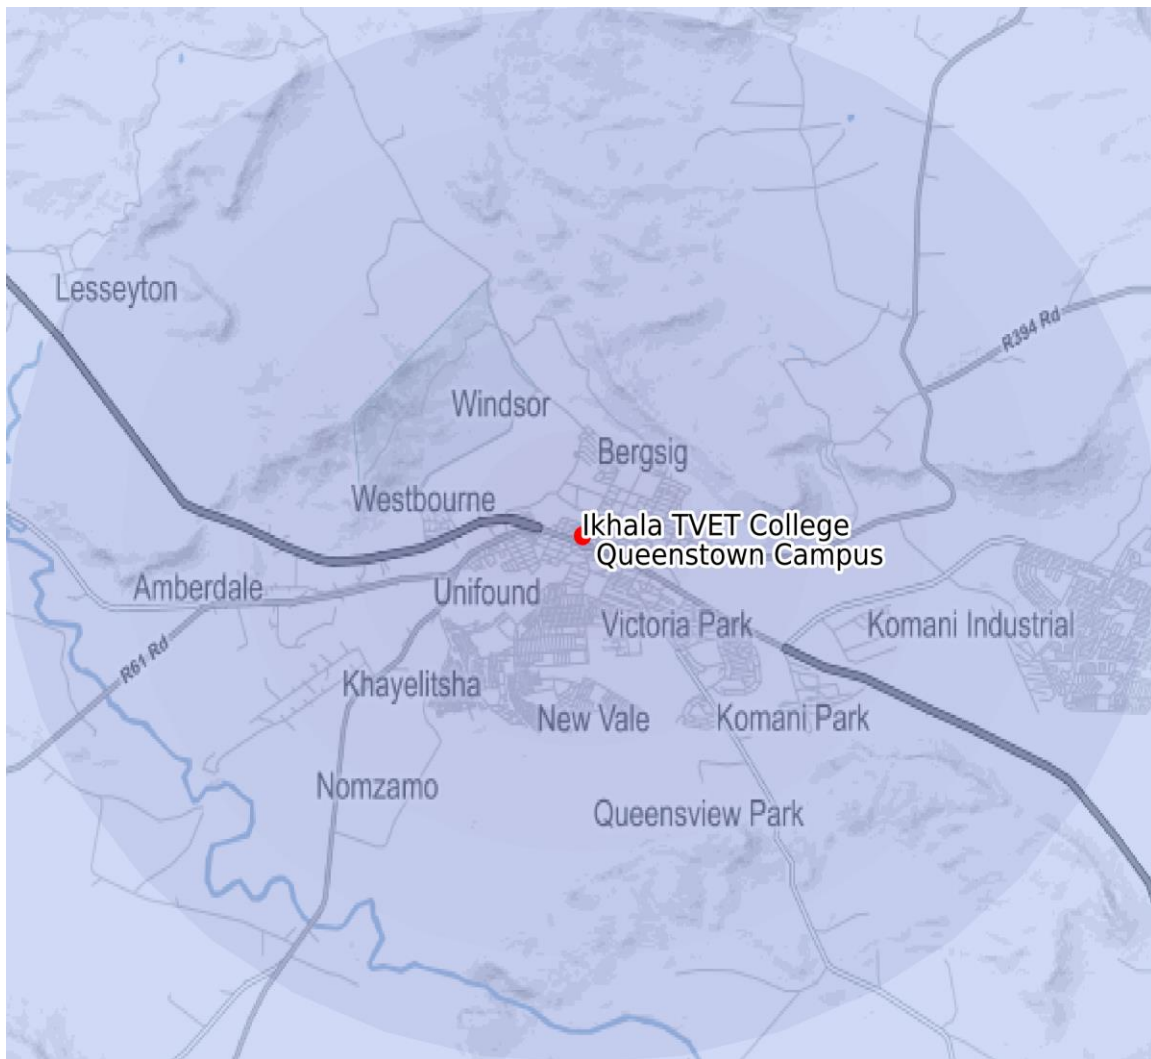 Lesseyton
R394 Rd
Windsor
Bergsig
Westbourne
Ikhala TVET College
Queenstown Campus
Amberdale
Unifound
Victoria Park
Komani Industrial
R61 Rd
Khayelitsha
New Vale
Komani Park
Nomzamo
Queensview Park